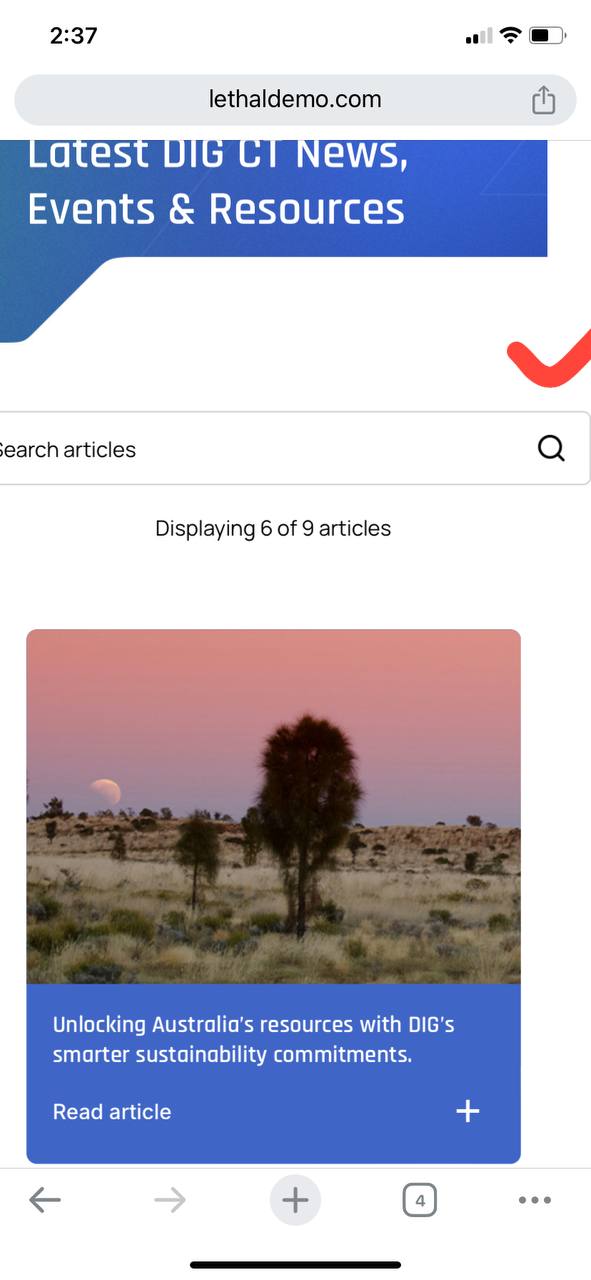 2:37
lethaldemo.com
Latest DIG CT News,
Events & Resources
Search articles
Displaying 6 of 9 articles
Unlocking Australia's resources with DIG's
smarter sustainability commitments.
Read article
4